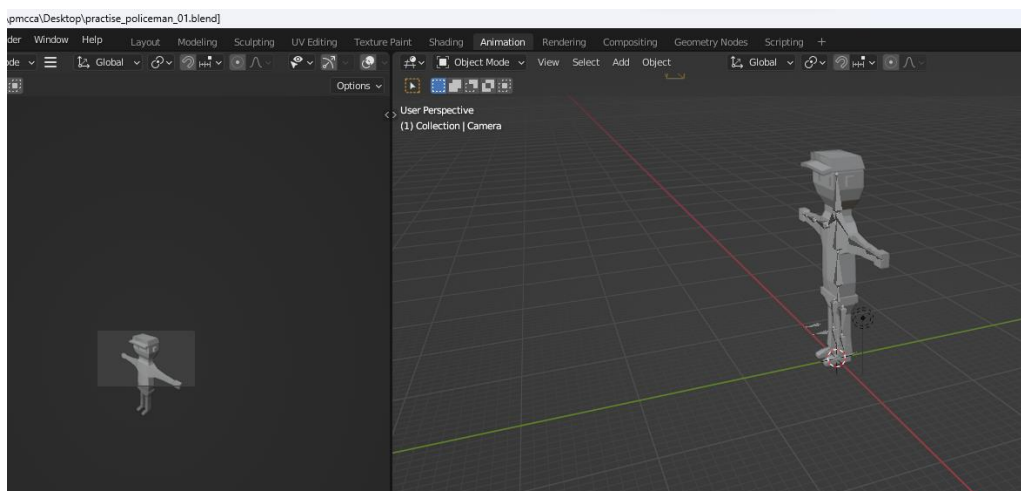 \pmcca\Desktop\practise_policeman_01.blend]
der Window Help Layout Modeling Sculpting UV Editing Texture Paint Shading Animation Rendering Compositing Geometry Nodes Scripting +
ode Global Object Mode View Select Add Object Global
Options
User Perspective
(1) Collection | Camera